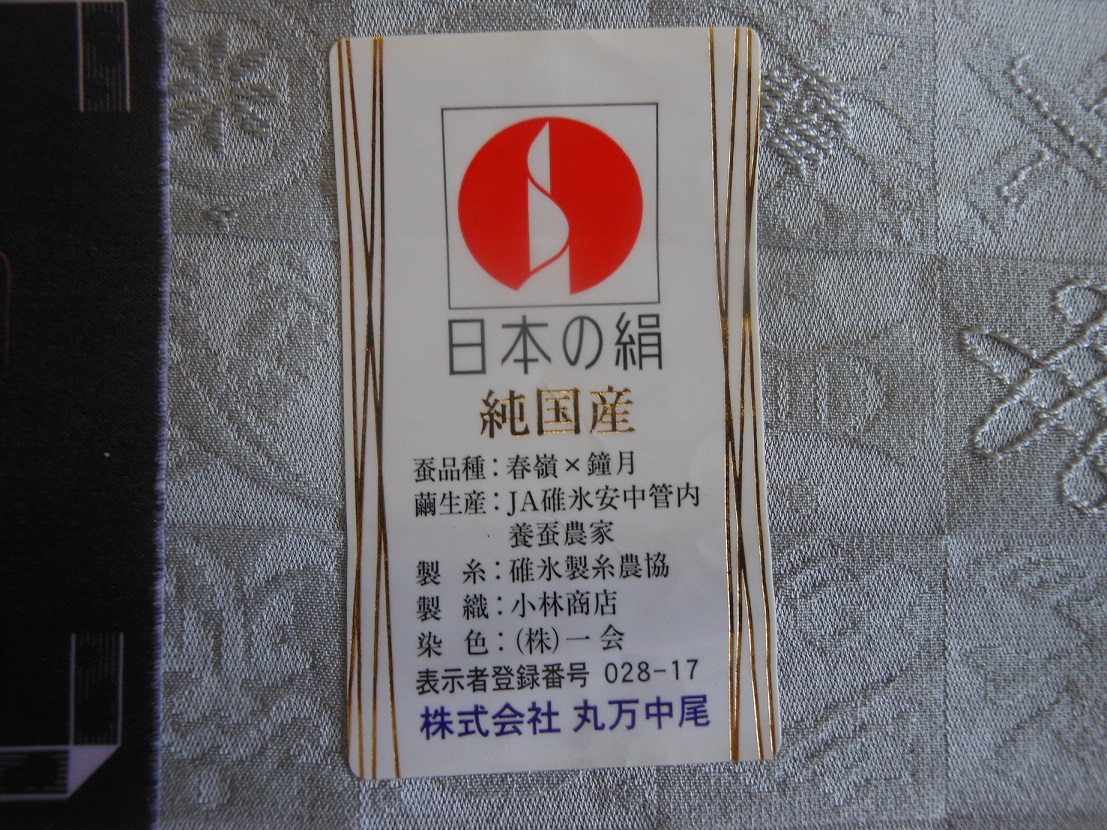 日本の絹
純国産
蚕品種：春嶺×鐘月
繭生産：JA碓氷安中管内
養蚕農家
製　糸：碓氷製糸農協
製　織：小林商店
染　色：(株)一会
表示者登録番号 028-17
株式会社 丸万中尾